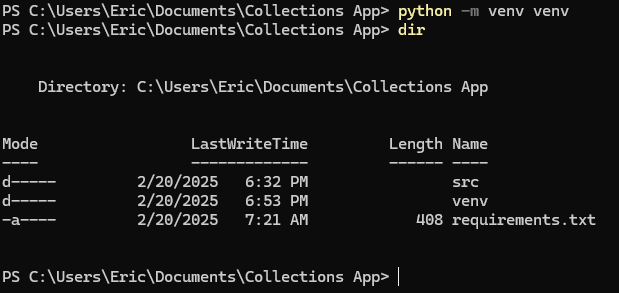 PS C:\Users\Eric\Documents\Collections App> python -m venv venv
PS C:\Users\Eric\Documents\Collections App> dir
Directory: C:\Users\Eric\Documents\Collections App
Mode LastWriteTime Length Name
---- ------------- ------ ----
d----- 2/20/2025 6:32 PM src
d----- 2/20/2025 6:53 PM venv
-a---- 2/20/2025 7:21 AM 408 requirements.txt
PS C:\Users\Eric\Documents\Collections App>